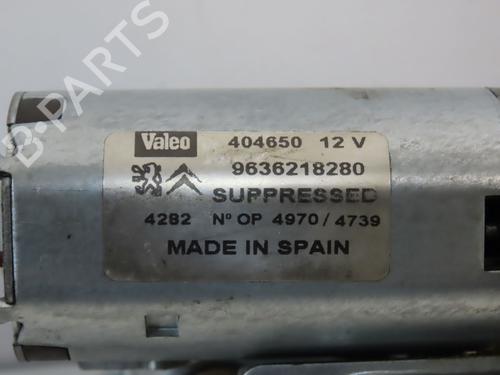 B-PARTS
Valeo 404650 12 V
9636218280
SUPPRESSED
4282 Nº OP 4970/4739
MADE IN SPAIN